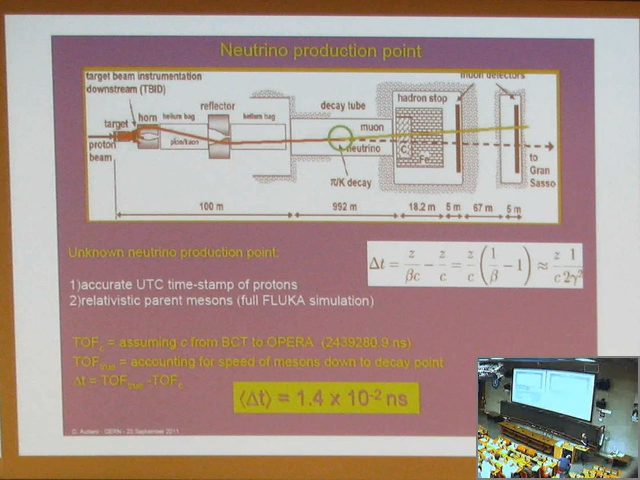 Neutrino production point
target beam instrumentation
downstream (TBID)
muon detectors
reflector
decay tube
hadron stop
horn
helium bag
helium bag
target
muon
pion/kaon
proton
beam
neutrino
C
Fe
to
Gran
Sasso
π/K decay
100 m
992 m
18.2 m
5 m
67 m
5 m
Unknown neutrino production point:
Δt = z/βc − z/c = z/c (1/β − 1) ≈ z/c 1/2γ²
1)accurate UTC time-stamp of protons
2)relativistic parent mesons (full FLUKA simulation)
TOFc = assuming c from BCT to OPERA (2439280.9 ns)
TOFtrue = accounting for speed of mesons down to decay point
Δt = TOFtrue -TOFc
⟨Δt⟩ = 1.4 x 10⁻² ns
D. Autiero - CERN - 23 September 2011